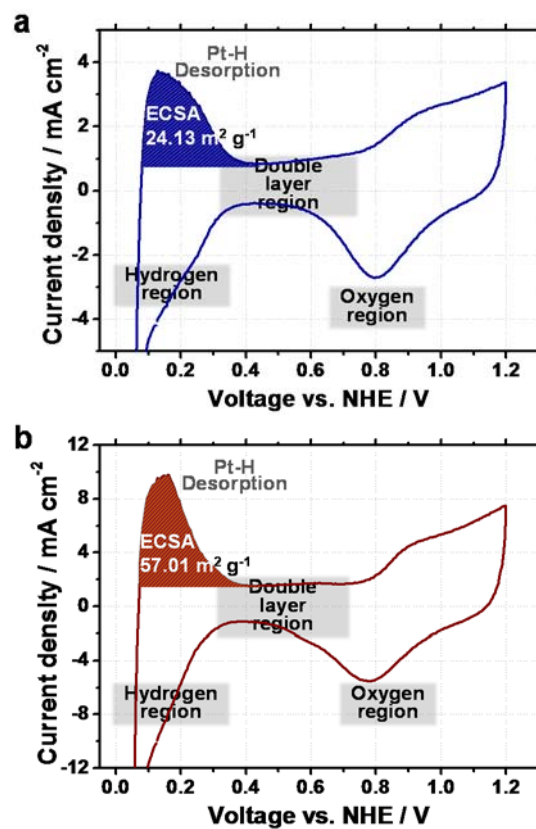 a
Pt-H
Desorption
ECSA
24.13 m² g⁻¹
Double
layer
region
Hydrogen
region
Oxygen
region
Current density / mA cm⁻²
4
2
0
-2
-4
0.0 0.2 0.4 0.6 0.8 1.0 1.2
Voltage vs. NHE / V
b
Pt-H
Desorption
ECSA
57.01 m² g⁻¹
Double
layer
region
Hydrogen
region
Oxygen
region
Current density / mA cm⁻²
12
8
4
0
-4
-8
-12
0.0 0.2 0.4 0.6 0.8 1.0 1.2
Voltage vs. NHE / V